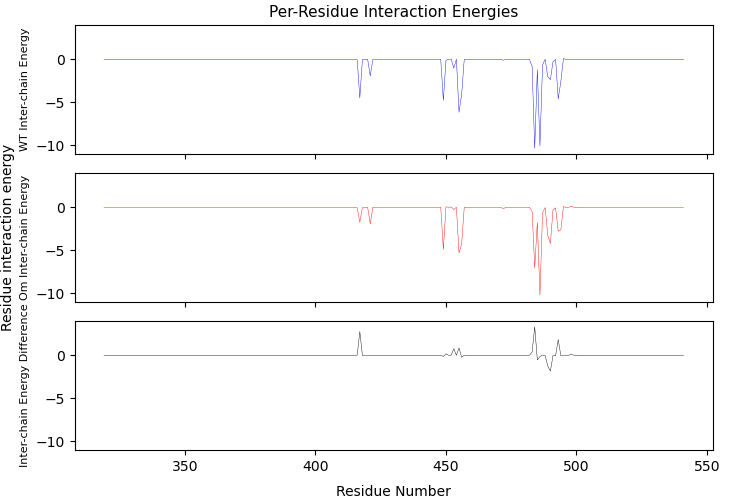 Per-Residue Interaction Energies
WT Inter-chain Energy
0
−5
−10
Om Inter-chain Energy
0
−5
−10
Residue interaction energy
Inter-chain Energy Difference
0
−5
−10
350
400
450
500
550
Residue Number